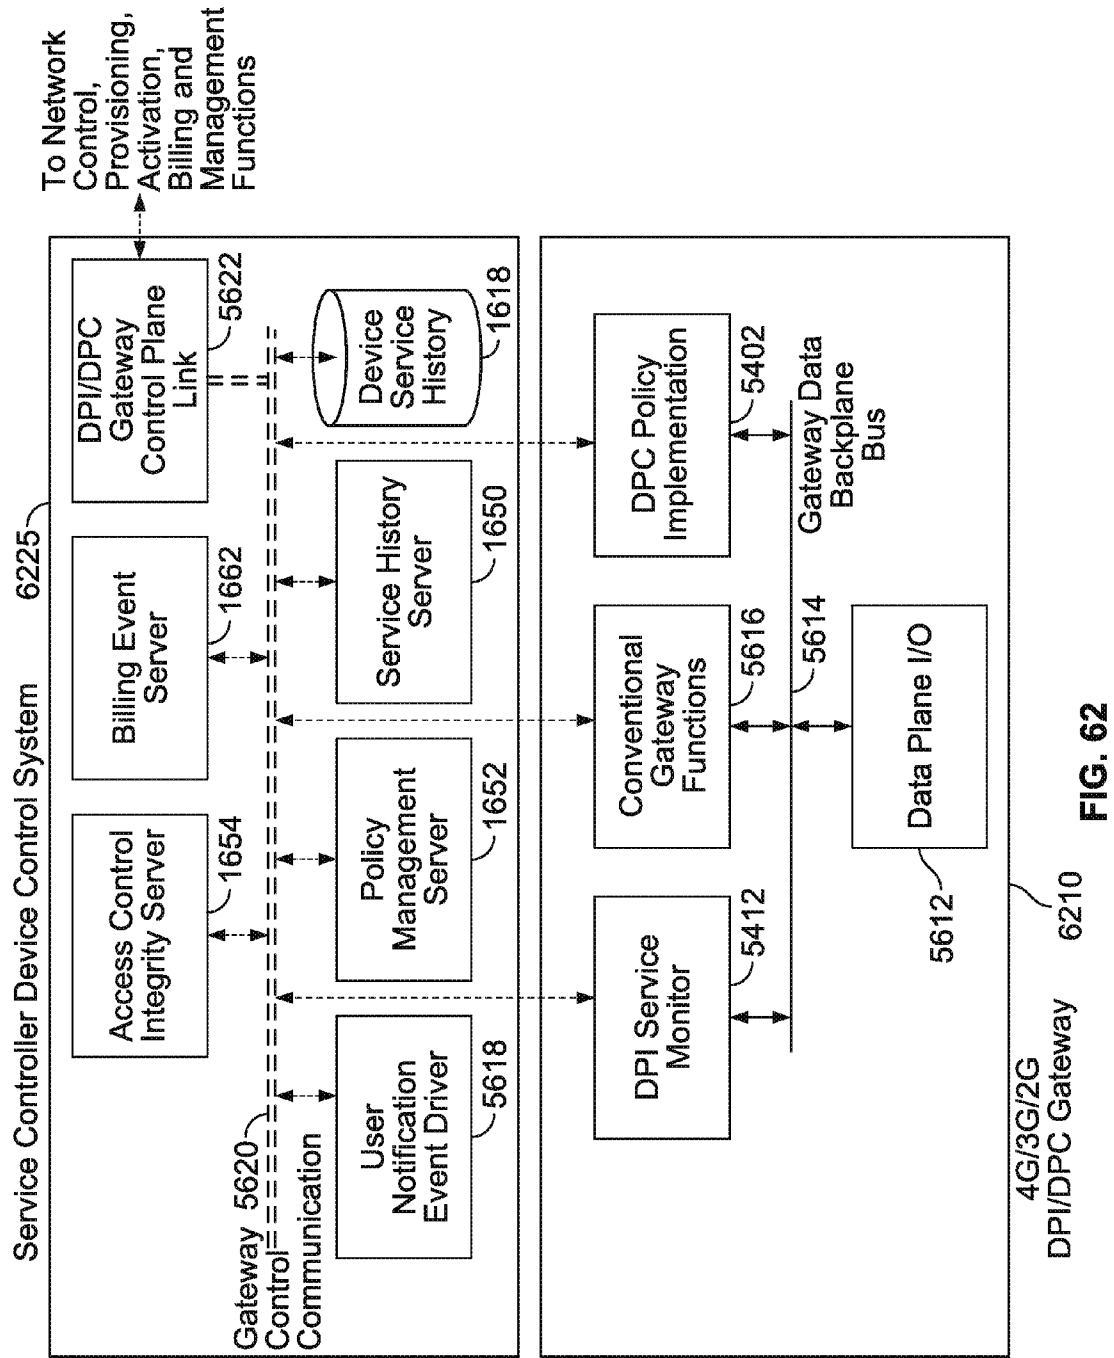 Service Controller Device Control System
6225
To Network
Control,
Provisioning,
Activation,
Billing and
Management
Functions
Access Control
Integrity Server
1654
Billing Event
Server
1662
DPI/DPC
Gateway
Control Plane
Link
5622
Gateway 5620
Control
Communication
User
Notification
Event Driver
5618
Policy
Management
Server
1652
Service History
Server
1650
Device
Service
History
1618
DPI Service
Monitor
5412
Conventional
Gateway
Functions
5616
DPC Policy
Implementation
5402
5614
Gateway Data
Backplane
Bus
Data Plane I/O
5612
4G/3G/2G
DPI/DPC Gateway
6210
FIG. 62